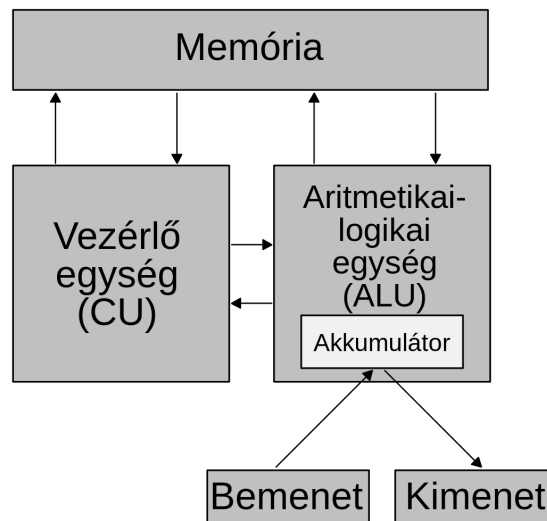 Memória
Vezérlő
egység
(CU)
Aritmetikai-
logikai
egység
(ALU)
Akkumulátor
Bemenet
Kimenet